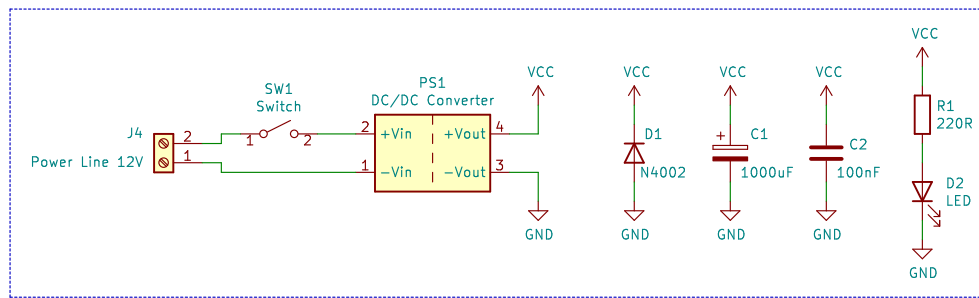 VCC
PS1
VCC
VCC
VCC
VCC
SW1
Switch
DC/DC Converter
R1
220R
J4
2
1
2
2
+Vin
+Vout
4
D1
C1
+
C2
Power Line 12V
1
1
-Vin
-Vout
3
N4002
1000uF
100nF
D2
LED
GND
GND
GND
GND
GND